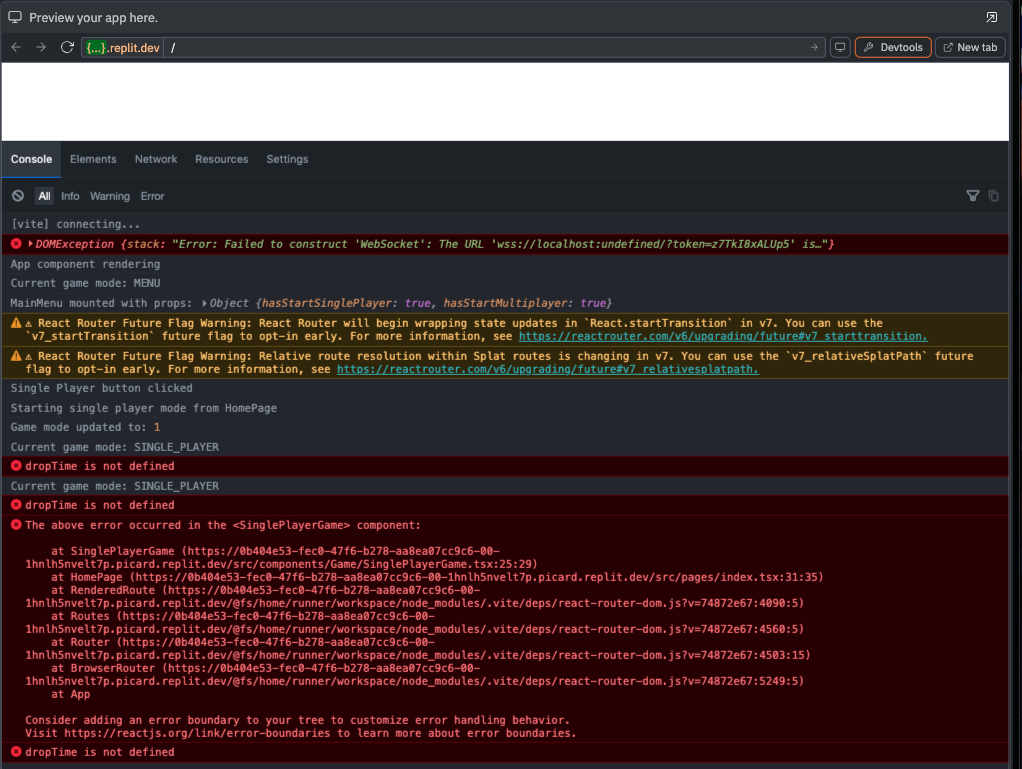 Preview your app here.
{...}.replit.dev / Devtools New tab
Console Elements Network Resources Settings
All Info Warning Error
[vite] connecting...
DOMException {stack: "Error: Failed to construct 'WebSocket': The URL 'wss://localhost:undefined/?token=z7TkI8xALUp5' is…"}
App component rendering
Current game mode: MENU
MainMenu mounted with props: Object {hasStartSinglePlayer: true, hasStartMultiplayer: true}
⚠ React Router Future Flag Warning: React Router will begin wrapping state updates in `React.startTransition` in v7. You can use the
`v7_startTransition` future flag to opt-in early. For more information, see https://reactrouter.com/v6/upgrading/future#v7_starttransition.
⚠ React Router Future Flag Warning: Relative route resolution within Splat routes is changing in v7. You can use the `v7_relativeSplatPath` future
flag to opt-in early. For more information, see https://reactrouter.com/v6/upgrading/future#v7_relativesplatpath.
Single Player button clicked
Starting single player mode from HomePage
Game mode updated to: 1
Current game mode: SINGLE_PLAYER
dropTime is not defined
Current game mode: SINGLE_PLAYER
dropTime is not defined
The above error occurred in the <SinglePlayerGame> component:
at SinglePlayerGame (https://0b404e53-fec0-47f6-b278-aa8ea07cc9c6-00-
1hnlh5nvelt7p.picard.replit.dev/src/components/Game/SinglePlayerGame.tsx:25:29)
at HomePage (https://0b404e53-fec0-47f6-b278-aa8ea07cc9c6-00-1hnlh5nvelt7p.picard.replit.dev/src/pages/index.tsx:31:35)
at RenderedRoute (https://0b404e53-fec0-47f6-b278-aa8ea07cc9c6-00-
1hnlh5nvelt7p.picard.replit.dev/@fs/home/runner/workspace/node_modules/.vite/deps/react-router-dom.js?v=74872e67:4090:5)
at Routes (https://0b404e53-fec0-47f6-b278-aa8ea07cc9c6-00-
1hnlh5nvelt7p.picard.replit.dev/@fs/home/runner/workspace/node_modules/.vite/deps/react-router-dom.js?v=74872e67:4560:5)
at Router (https://0b404e53-fec0-47f6-b278-aa8ea07cc9c6-00-
1hnlh5nvelt7p.picard.replit.dev/@fs/home/runner/workspace/node_modules/.vite/deps/react-router-dom.js?v=74872e67:4503:15)
at BrowserRouter (https://0b404e53-fec0-47f6-b278-aa8ea07cc9c6-00-
1hnlh5nvelt7p.picard.replit.dev/@fs/home/runner/workspace/node_modules/.vite/deps/react-router-dom.js?v=74872e67:5249:5)
at App
Consider adding an error boundary to your tree to customize error handling behavior.
Visit https://reactjs.org/link/error-boundaries to learn more about error boundaries.
dropTime is not defined